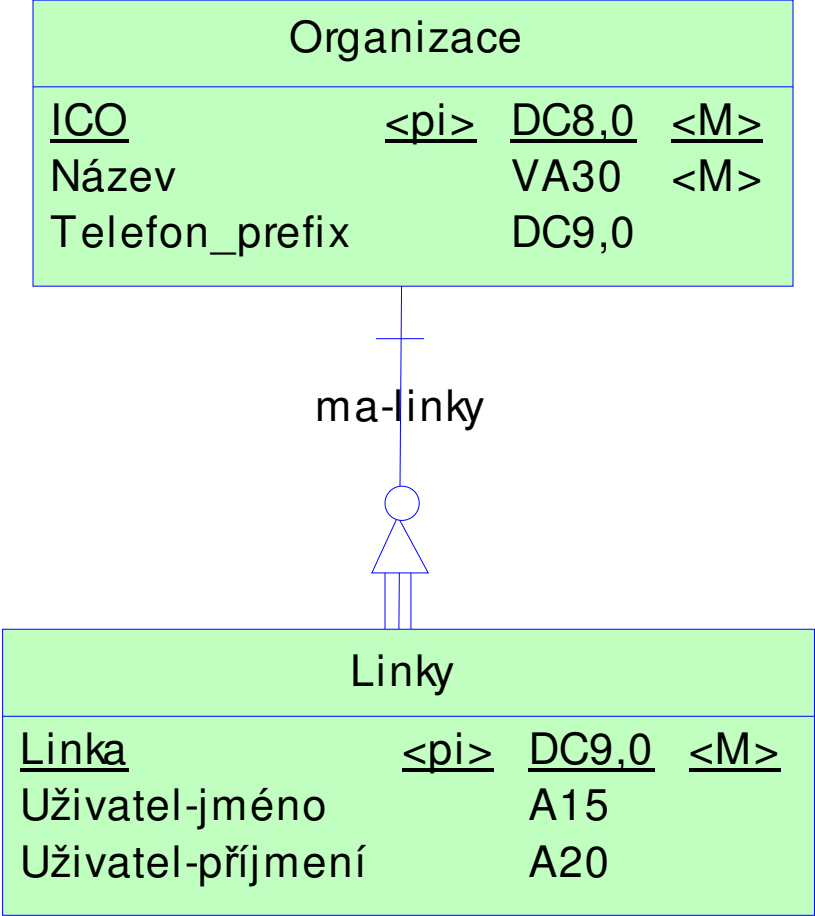 Organizace
ICO <pi> DC8,0 <M>
Název VA30 <M>
Telefon_prefix DC9,0
ma-linky
Linky
Linka <pi> DC9,0 <M>
Uživatel-jméno A15
Uživatel-příjmení A20